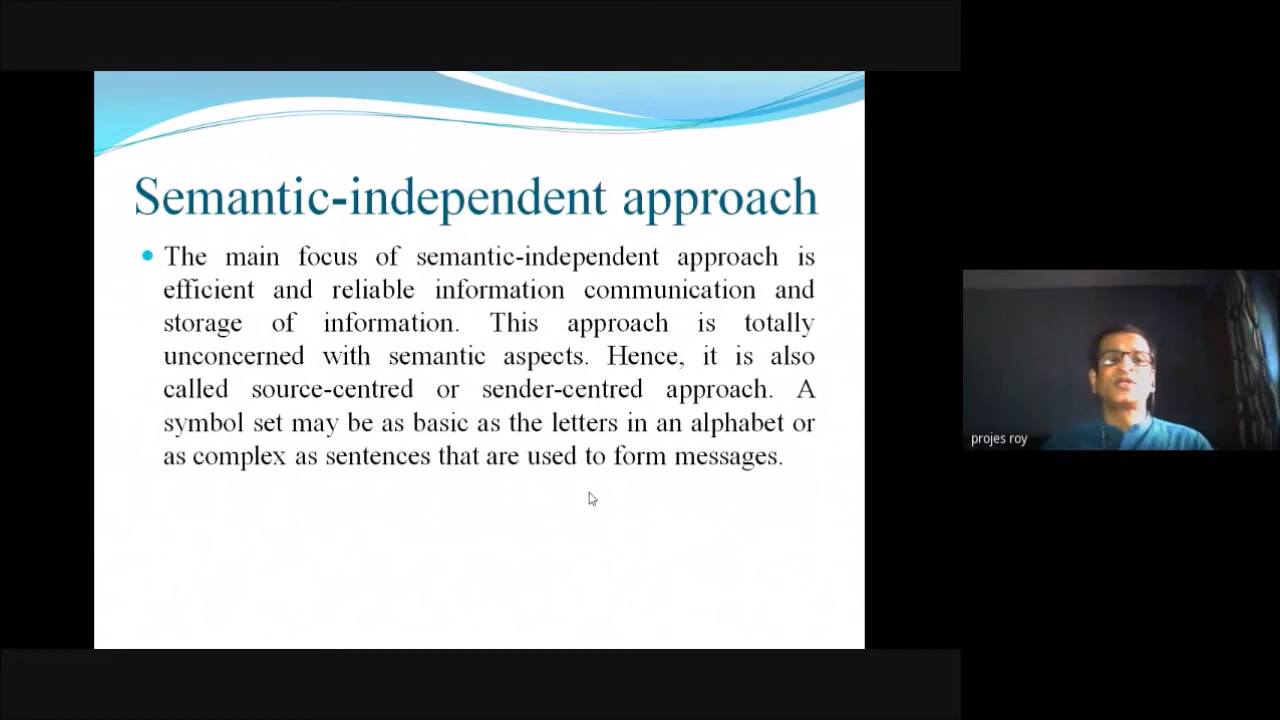 Semantic-independent approach
The main focus of semantic-independent approach is
efficient and reliable information communication and
storage of information. This approach is totally
unconcerned with semantic aspects. Hence, it is also
called source-centred or sender-centred approach. A
symbol set may be as basic as the letters in an alphabet or
as complex as sentences that are used to form messages.
projes roy